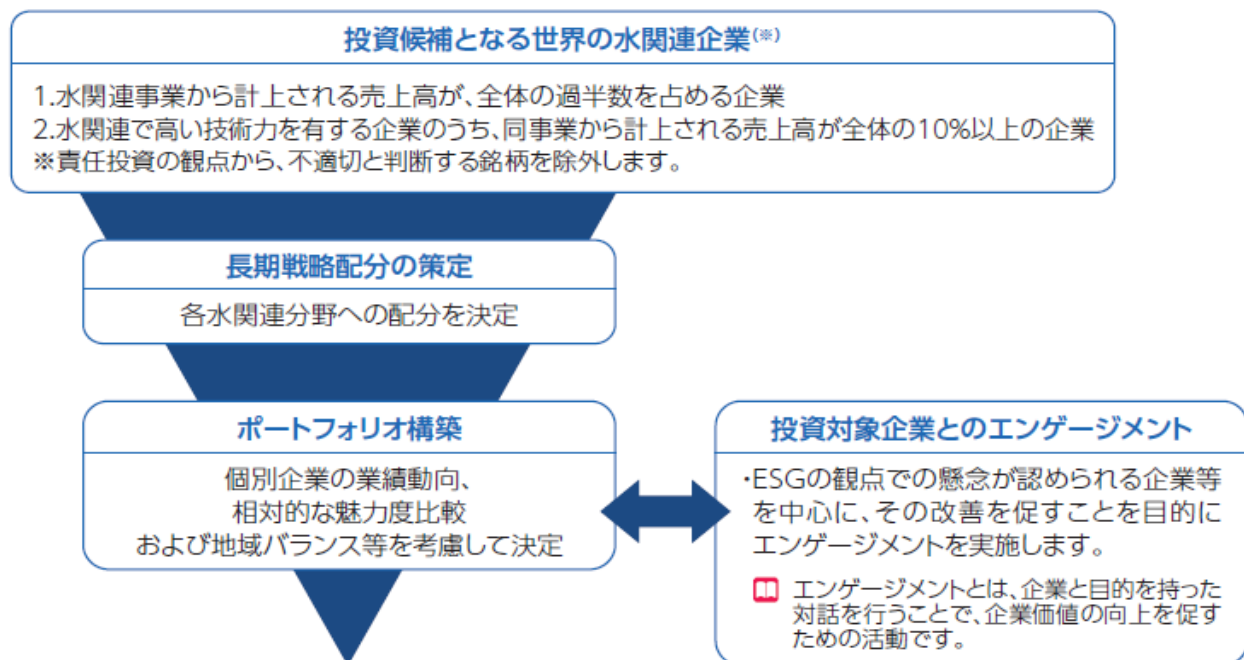 投資候補となる世界の水関連企業(※)
1.水関連事業から計上される売上高が、全体の過半数を占める企業
2.水関連で高い技術力を有する企業のうち、同事業から計上される売上高が全体の10%以上の企業
※責任投資の観点から、不適切と判断する銘柄を除外します。
長期戦略配分の策定
各水関連分野への配分を決定
ポートフォリオ構築
個別企業の業績動向、
相対的な魅力度比較
および地域バランス等を考慮して決定
投資対象企業とのエンゲージメント
・ESGの観点での懸念が認められる企業等
を中心に、その改善を促すことを目的に
エンゲージメントを実施します。
エンゲージメントとは、企業と目的を持った
対話を行うことで、企業価値の向上を促す
ための活動です。